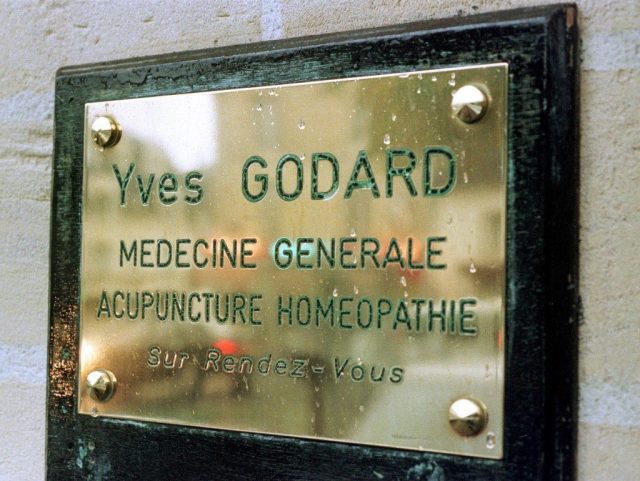 Yves GODARD
MEDECINE GENERALE
ACUPUNCTURE HOMEOPATHIE
Sur Rendez-Vous